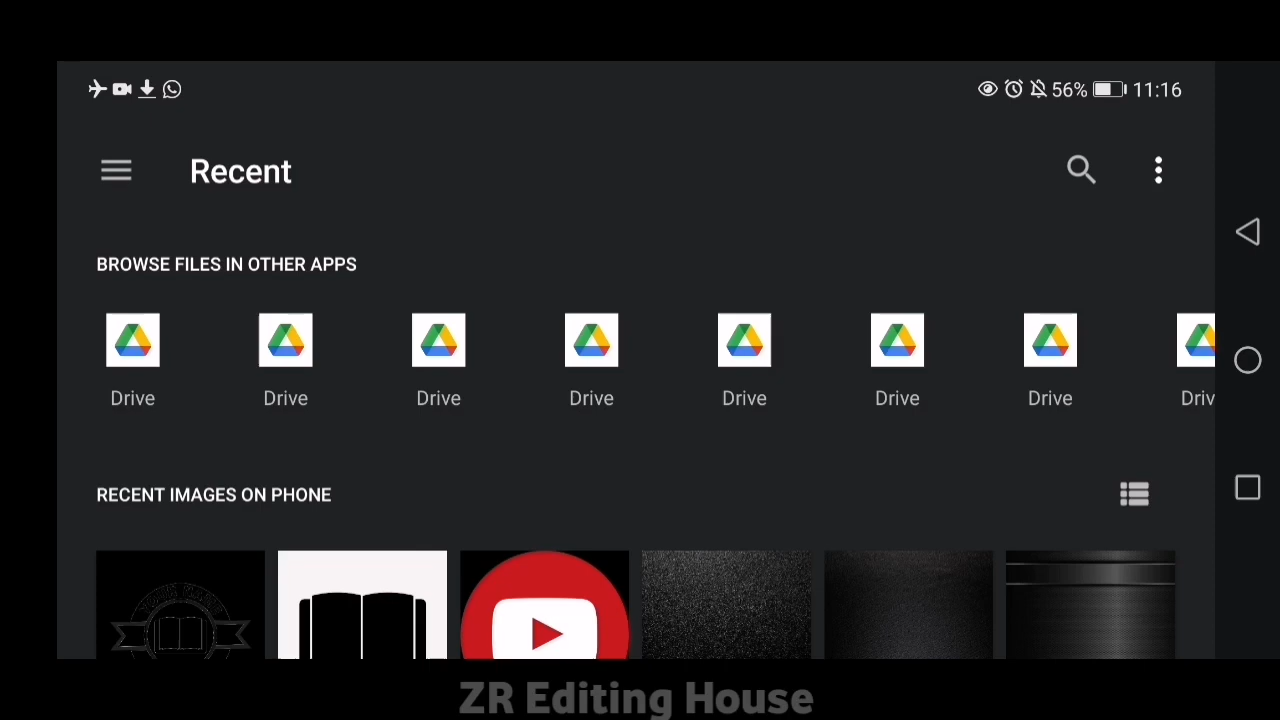 56% 11:16
Recent
BROWSE FILES IN OTHER APPS
Drive Drive Drive Drive Drive Drive Drive Driv
RECENT IMAGES ON PHONE
ZR Editing House